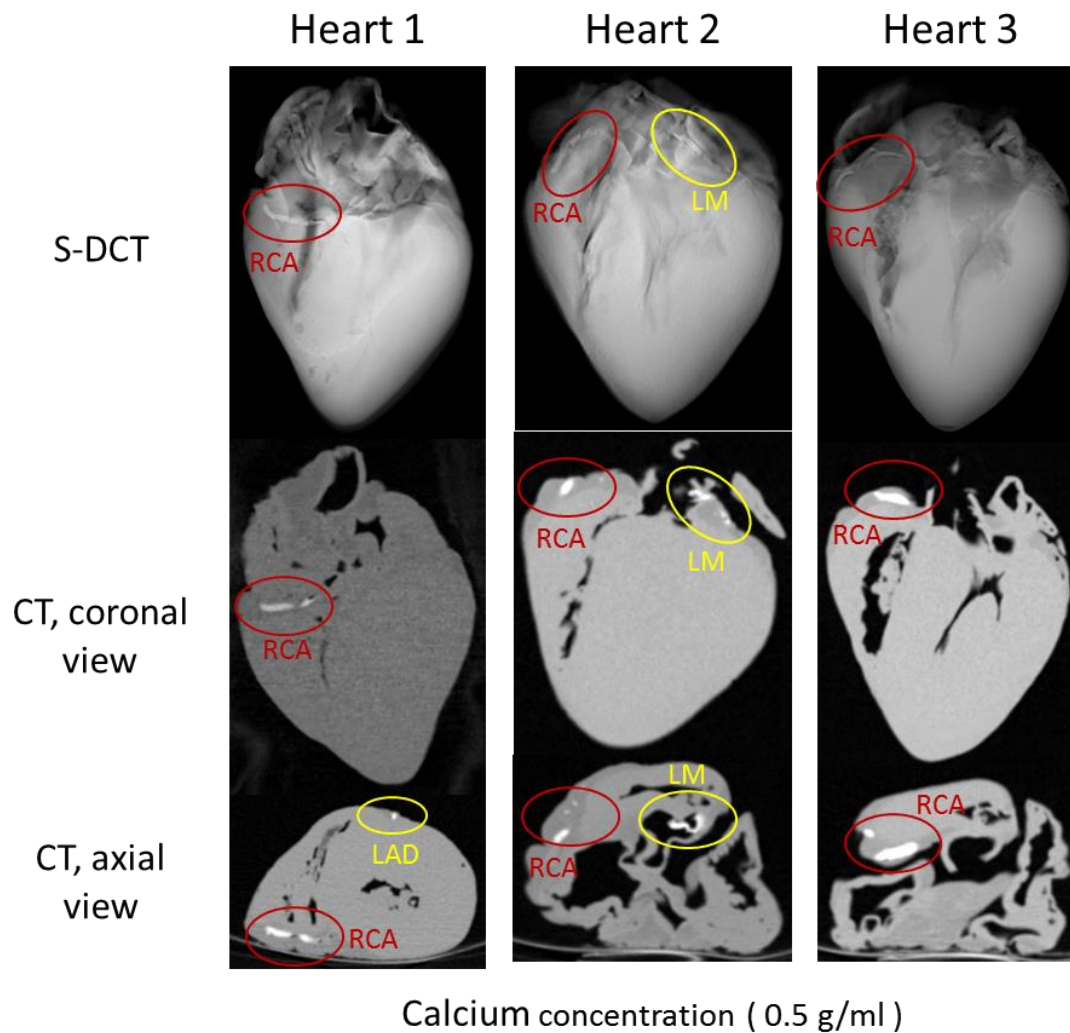 Heart 1
Heart 2
Heart 3
S-DCT
RCA
RCA
LM
RCA
CT, coronal
view
RCA
RCA
LM
RCA
CT, axial
view
LAD
RCA
LM
RCA
RCA
Calcium concentration ( 0.5 g/ml )